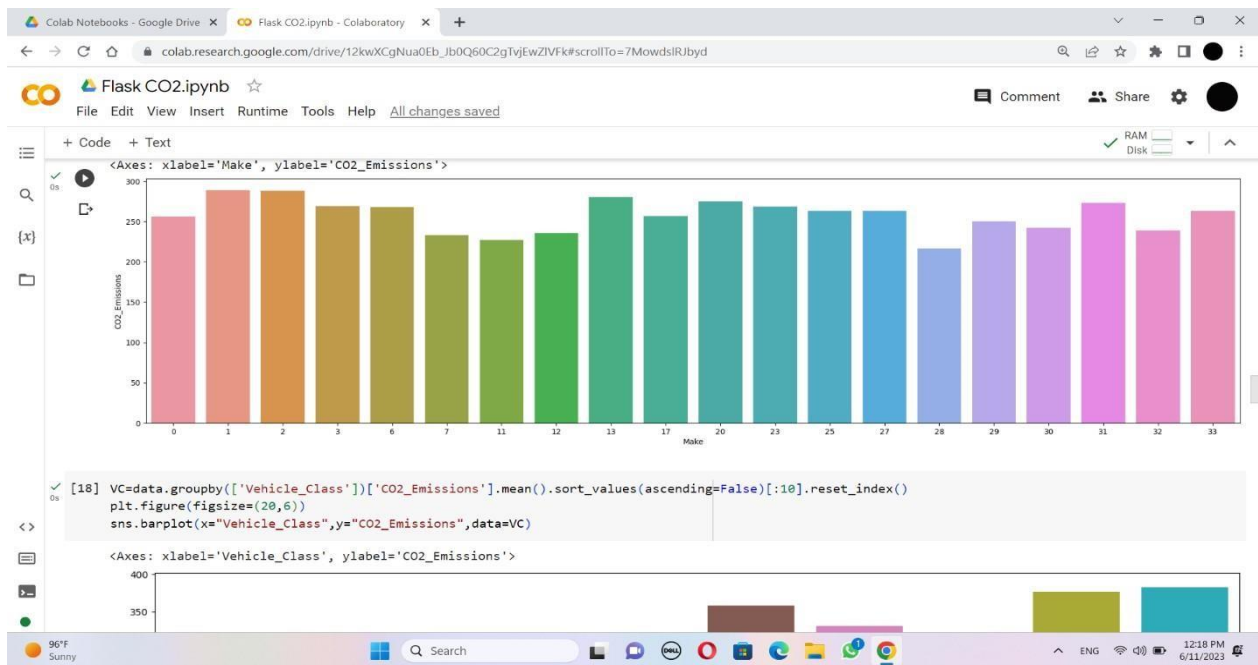 Colab Notebooks - Google Drive
Flask CO2.ipynb - Colaboratory
colab.research.google.com/drive/12kwXCgNua0Eb_Jb0Q60C2gTvjEwZlVFk#scrollTo=7MowdslRJbyd
CO Flask CO2.ipynb
Comment Share
File Edit View Insert Runtime Tools Help All changes saved
+ Code + Text
RAM
Disk
<Axes: xlabel='Make', ylabel='CO2_Emissions'>
0s
{x}
300
250
200
150
100
50
0
CO2_Emissions
0 1 2 3 6 7 11 12 13 17 20 23 25 27 28 29 30 31 32 33
Make
0s
[18] VC=data.groupby(['Vehicle_Class'])['CO2_Emissions'].mean().sort_values(ascending=False)[:10].reset_index()
plt.figure(figsize=(20,6))
sns.barplot(x="Vehicle_Class",y="CO2_Emissions",data=VC)
<Axes: xlabel='Vehicle_Class', ylabel='CO2_Emissions'>
400
350
96°F
Sunny
Search
DELL
ENG
12:18 PM
6/11/2023